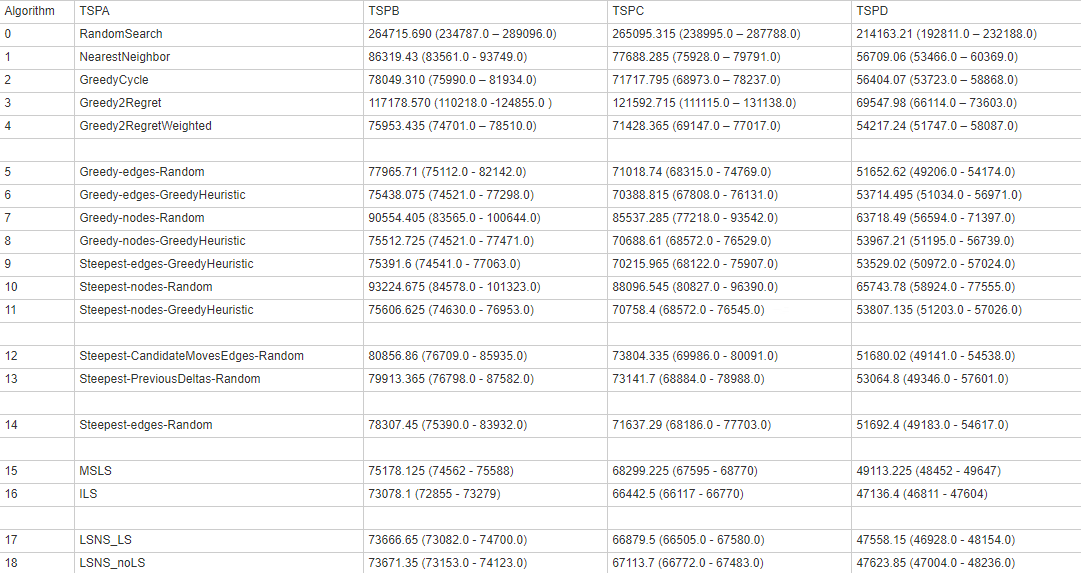 Algorithm TSPA TSPB TSPC TSPD
0 RandomSearch 264715.690 (234787.0 – 289096.0) 265095.315 (238995.0 – 287788.0) 214163.21 (192811.0 – 232188.0)
1 NearestNeighbor 86319.43 (83561.0 - 93749.0) 77688.285 (75928.0 – 79791.0) 56709.06 (53466.0 – 60369.0)
2 GreedyCycle 78049.310 (75990.0 – 81934.0) 71717.795 (68973.0 - 78237.0) 56404.07 (53723.0 – 58868.0)
3 Greedy2Regret 117178.570 (110218.0 -124855.0 ) 121592.715 (111115.0 – 131138.0) 69547.98 (66114.0 – 73603.0)
4 Greedy2RegretWeighted 75953.435 (74701.0 – 78510.0) 71428.365 (69147.0 – 77017.0) 54217.24 (51747.0 – 58087.0)
5 Greedy-edges-Random 77965.71 (75112.0 - 82142.0) 71018.74 (68315.0 - 74769.0) 51652.62 (49206.0 - 54174.0)
6 Greedy-edges-GreedyHeuristic 75438.075 (74521.0 - 77298.0) 70388.815 (67808.0 - 76131.0) 53714.495 (51034.0 - 56971.0)
7 Greedy-nodes-Random 90554.405 (83565.0 - 100644.0) 85537.285 (77218.0 - 93542.0) 63718.49 (56594.0 - 71397.0)
8 Greedy-nodes-GreedyHeuristic 75512.725 (74521.0 - 77471.0) 70688.61 (68572.0 - 76529.0) 53967.21 (51195.0 - 56739.0)
9 Steepest-edges-GreedyHeuristic 75391.6 (74541.0 - 77063.0) 70215.965 (68122.0 - 75907.0) 53529.02 (50972.0 - 57024.0)
10 Steepest-nodes-Random 93224.675 (84578.0 - 101323.0) 88096.545 (80827.0 - 96390.0) 65743.78 (58924.0 - 77555.0)
11 Steepest-nodes-GreedyHeuristic 75606.625 (74630.0 - 76953.0) 70758.4 (68572.0 - 76545.0) 53807.135 (51203.0 - 57026.0)
12 Steepest-CandidateMovesEdges-Random 80856.86 (76709.0 - 85935.0) 73804.335 (69986.0 - 80091.0) 51680.02 (49141.0 - 54538.0)
13 Steepest-PreviousDeltas-Random 79913.365 (76798.0 - 87582.0) 73141.7 (68884.0 - 78988.0) 53064.8 (49346.0 - 57601.0)
14 Steepest-edges-Random 78307.45 (75390.0 - 83932.0) 71637.29 (68186.0 - 77703.0) 51692.4 (49183.0 - 54617.0)
15 MSLS 75178.125 (74562 - 75588) 68299.225 (67595 - 68770) 49113.225 (48452 - 49647)
16 ILS 73078.1 (72855 - 73279) 66442.5 (66117 - 66770) 47136.4 (46811 - 47604)
17 LSNS_LS 73666.65 (73082.0 - 74700.0) 66879.5 (66505.0 - 67580.0) 47558.15 (46928.0 - 48154.0)
18 LSNS_noLS 73671.35 (73153.0 - 74123.0) 67113.7 (66772.0 - 67483.0) 47623.85 (47004.0 - 48236.0)